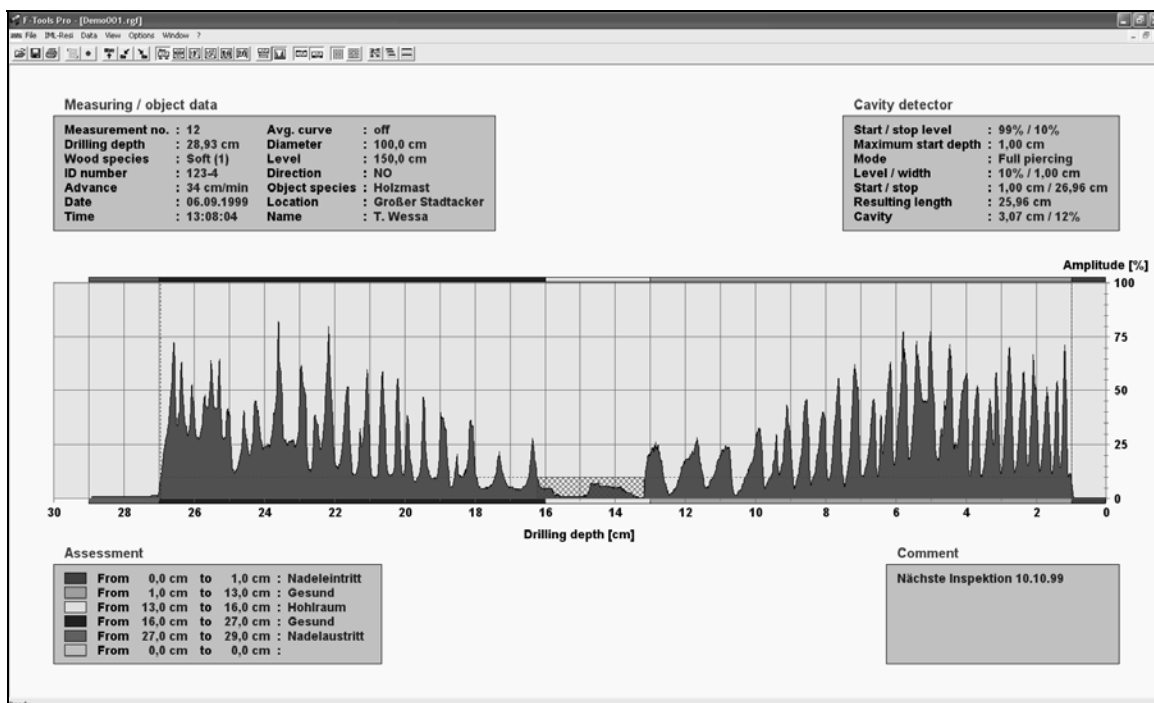 F-Tools Pro - [Demo001.rgf]
File IML-Resi Data View Options Window ?
Measuring / object data
Measurement no. : 12 Avg. curve : off
Drilling depth : 28,93 cm Diameter : 100,0 cm
Wood species : Soft (1) Level : 150,0 cm
ID number : 123-4 Direction : NO
Advance : 34 cm/min Object species : Holzmast
Date : 06.09.1999 Location : Großer Stadtacker
Time : 13:08:04 Name : T. Wessa
Cavity detector
Start / stop level : 99% / 10%
Maximum start depth : 1,00 cm
Mode : Full piercing
Level / width : 10% / 1,00 cm
Start / stop : 1,00 cm / 26,96 cm
Resulting length : 25,96 cm
Cavity : 3,07 cm / 12%
Amplitude [%]
100
75
50
25
0
30 28 26 24 22 20 18 16 14 12 10 8 6 4 2 0
Drilling depth [cm]
Assessment
From 0,0 cm to 1,0 cm : Nadeleintritt
From 1,0 cm to 13,0 cm : Gesund
From 13,0 cm to 16,0 cm : Hohlraum
From 16,0 cm to 27,0 cm : Gesund
From 27,0 cm to 29,0 cm : Nadelaustritt
From 0,0 cm to 0,0 cm :
Comment
Nächste Inspektion 10.10.99